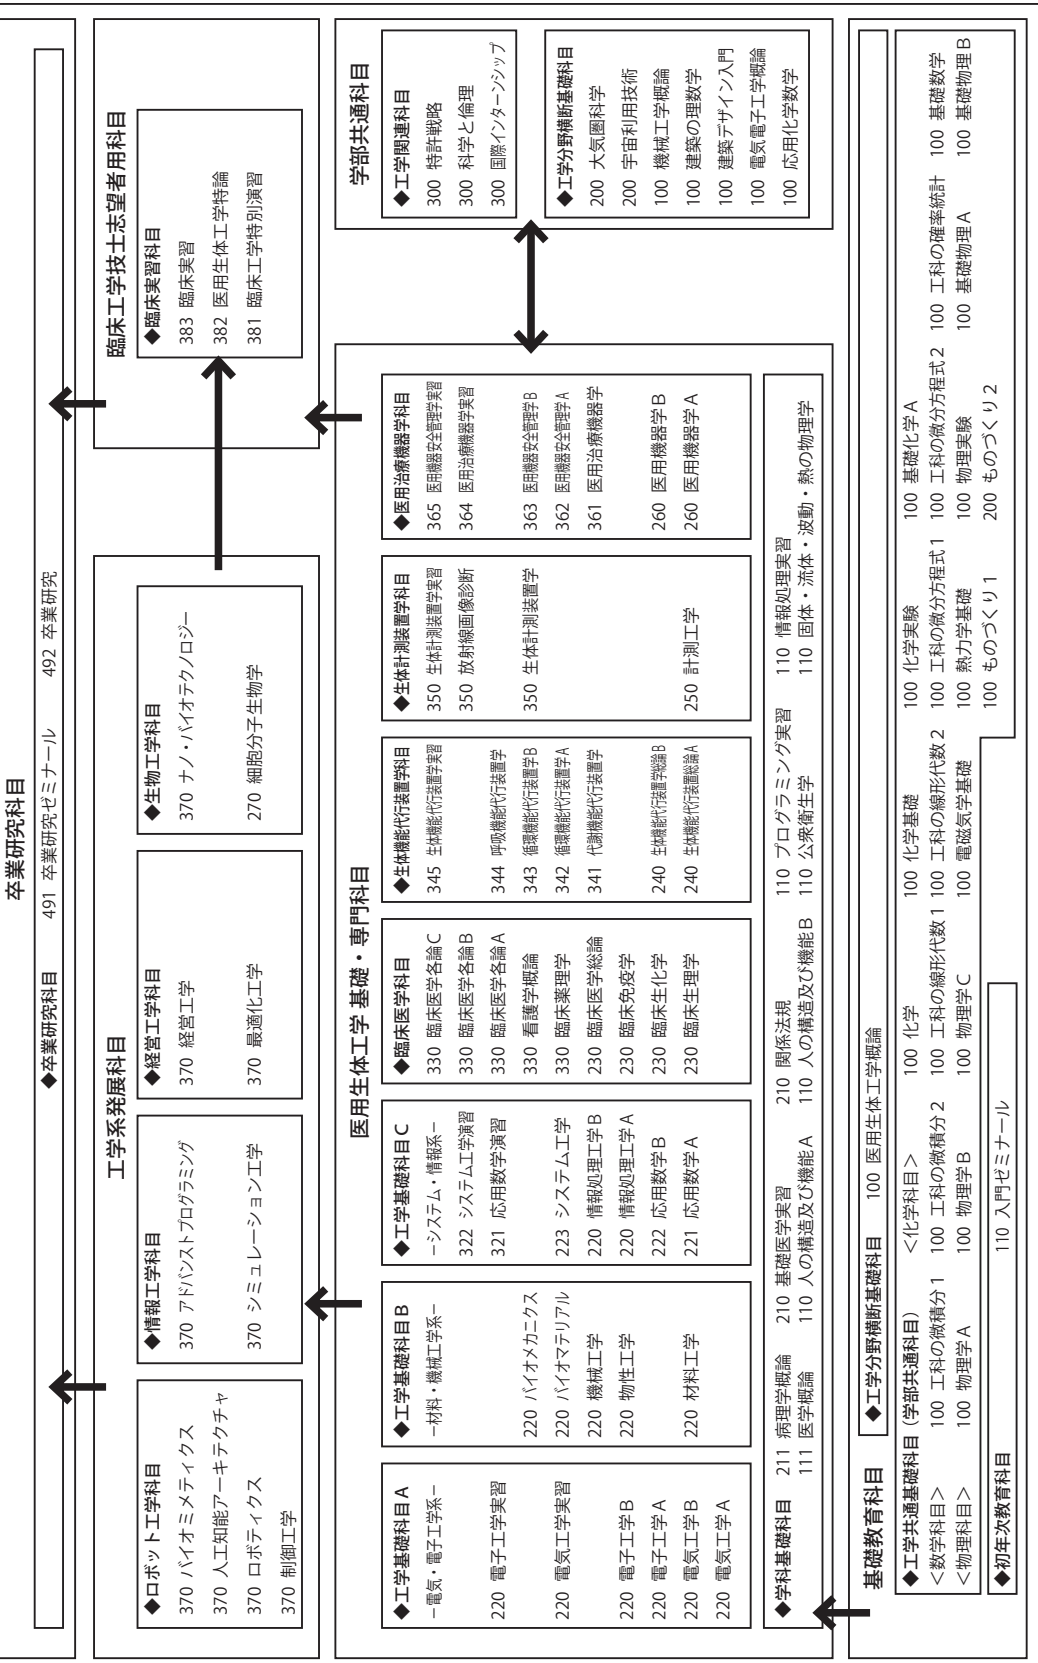 卒業研究科目
◆卒業研究科目
491 卒業研究ゼミナール
492 卒業研究
工学系発展科目
◆ロボット工学科目
370 バイオミメティクス
370 人工知能アーキテクチャ
370 ロボティクス
370 制御工学
◆情報工学科目
370 アドバンストプログラミング
370 シミュレーション工学
◆経営工学科目
370 経営工学
370 最適化工学
◆生物工学科目
370 ナノ・バイオテクノロジー
270 細胞分子生物学
臨床工学技士志望者用科目
◆臨床実習科目
383 臨床実習
382 医用生体工学特論
381 臨床工学特別演習
医用生体工学 基礎・専門科目
◆工学基礎科目 A
−電気・電子工学系−
220 電子工学実習
220 電気工学実習
220 電子工学 B
220 電子工学 A
220 電気工学 B
220 電気工学 A
◆工学基礎科目 B
−材料・機械工学系−
220 バイオメカニクス
220 バイオマテリアル
220 機械工学
220 物性工学
220 材料工学
◆工学基礎科目 C
−システム・情報系−
322 システム工学演習
321 応用数学演習
223 システム工学
220 情報処理工学 B
220 情報処理工学 A
222 応用数学 B
221 応用数学 A
◆臨床医学科目
330 臨床医学各論C
330 臨床医学各論B
330 臨床医学各論A
330 看護学概論
330 臨床薬理学
230 臨床医学総論
230 臨床免疫学
230 臨床生化学
230 臨床生理学
◆生体機能代行装置学科目
345 生体機能代行装置学実習
344 呼吸機能代行装置学
343 循環機能代行装置学 B
342 循環機能代行装置学 A
341 代謝機能代行装置学
240 生体機能代行装置学総論B
240 生体機能代行装置総論A
◆生体計測装置学科目
350 生体計測装置学実習
350 放射線画像診断
350 生体計測装置学
250 計測工学
◆医用治療機器学科目
365 医用機器安全管理学実習
364 医用治療機器学実習
363 医用機器安全管理学 B
362 医用機器安全管理学 A
361 医用治療機器学
260 医用機器学 B
260 医用機器学 A
◆学科基礎科目
211 病理学概論
210 基礎医学実習
210 関係法規
110 プログラミング実習
110 情報処理実習
111 医学概論
110 人の構造及び機能 A
110 人の構造及び機能 B
110 公衆衛生学
110 固体・流体・波動・熱の物理学
学部共通科目
◆工学関連科目
300 特許戦略
300 科学と倫理
300 国際インターンシップ
◆工学分野横断基礎科目
200 大気圏科学
200 宇宙利用技術
100 機械工学概論
100 建築の理数学
100 建築デザイン入門
100 電気電子工学概論
100 応用化学数学
基礎教育科目
◆工学分野横断基礎科目
100 医用生体工学概論
◆工学共通基礎科目（学部共通科目）
＜化学科目＞
100 化学
100 化学基礎
100 化学実験
100 基礎化学 A
＜数学科目＞
100 工科の微積分 1
100 工科の微積分 2
100 工科の線形代数 1
100 工科の線形代数 2
100 工科の微分方程式 1
100 工科の微分方程式 2
100 工科の確率統計
100 基礎数学
＜物理科目＞
100 物理学 A
100 物理学 B
100 物理学 C
100 電磁気学基礎
100 熱力学基礎
100 物理実験
100 基礎物理 A
100 基礎物理 B
100 ものづくり 1
200 ものづくり 2
◆初年次教育科目
110 入門ゼミナール